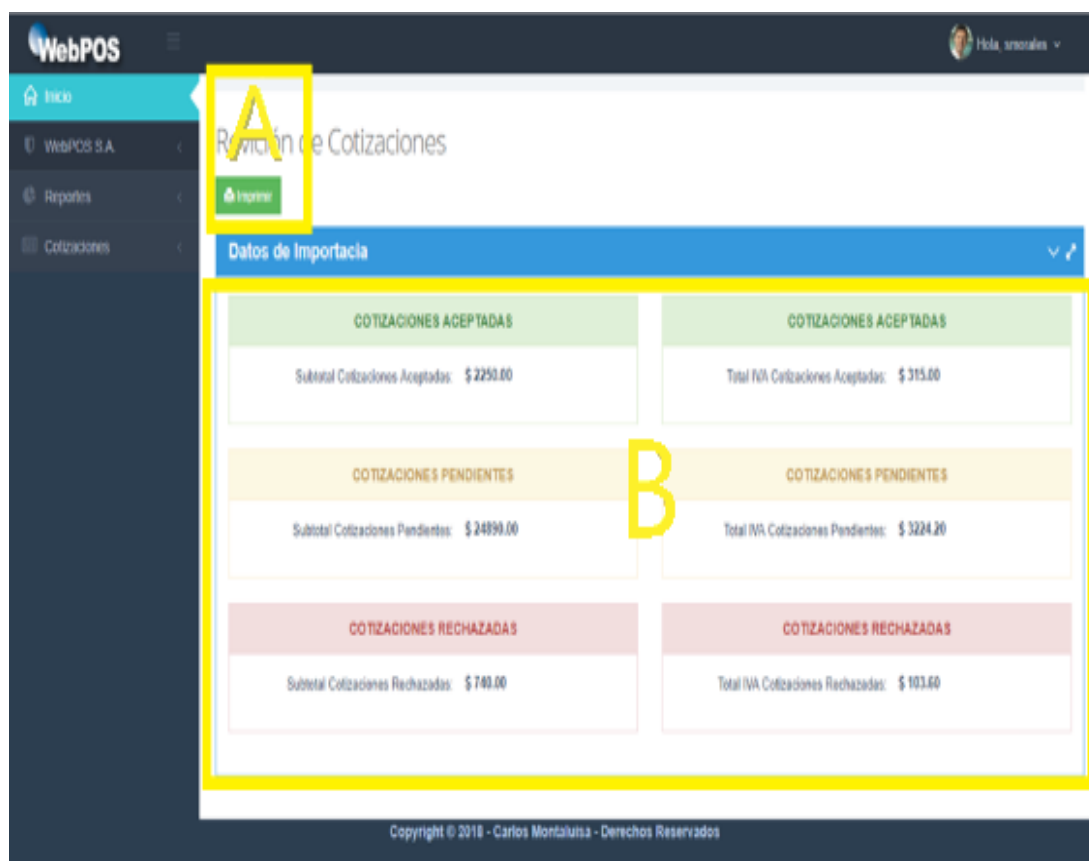 WebPOS
Hola, smorales
Inicio
A
WebPOS S.A.
Revición de Cotizaciones
Reportes
Imprimir
Cotizaciones
Datos de Importacia
COTIZACIONES ACEPTADAS
COTIZACIONES ACEPTADAS
Subtotal Cotizaciones Aceptadas: $ 2250.00
Total IVA Cotizaciones Aceptadas: $ 315.00
B
COTIZACIONES PENDIENTES
COTIZACIONES PENDIENTES
Subtotal Cotizaciones Pendientes: $ 24890.00
Total IVA Cotizaciones Pendientes: $ 3224.20
COTIZACIONES RECHAZADAS
COTIZACIONES RECHAZADAS
Subtotal Cotizaciones Rechazadas: $ 740.00
Total IVA Cotizaciones Rechazadas: $ 103.60
Copyright © 2018 - Carlos Montaluisa - Derechos Reservados